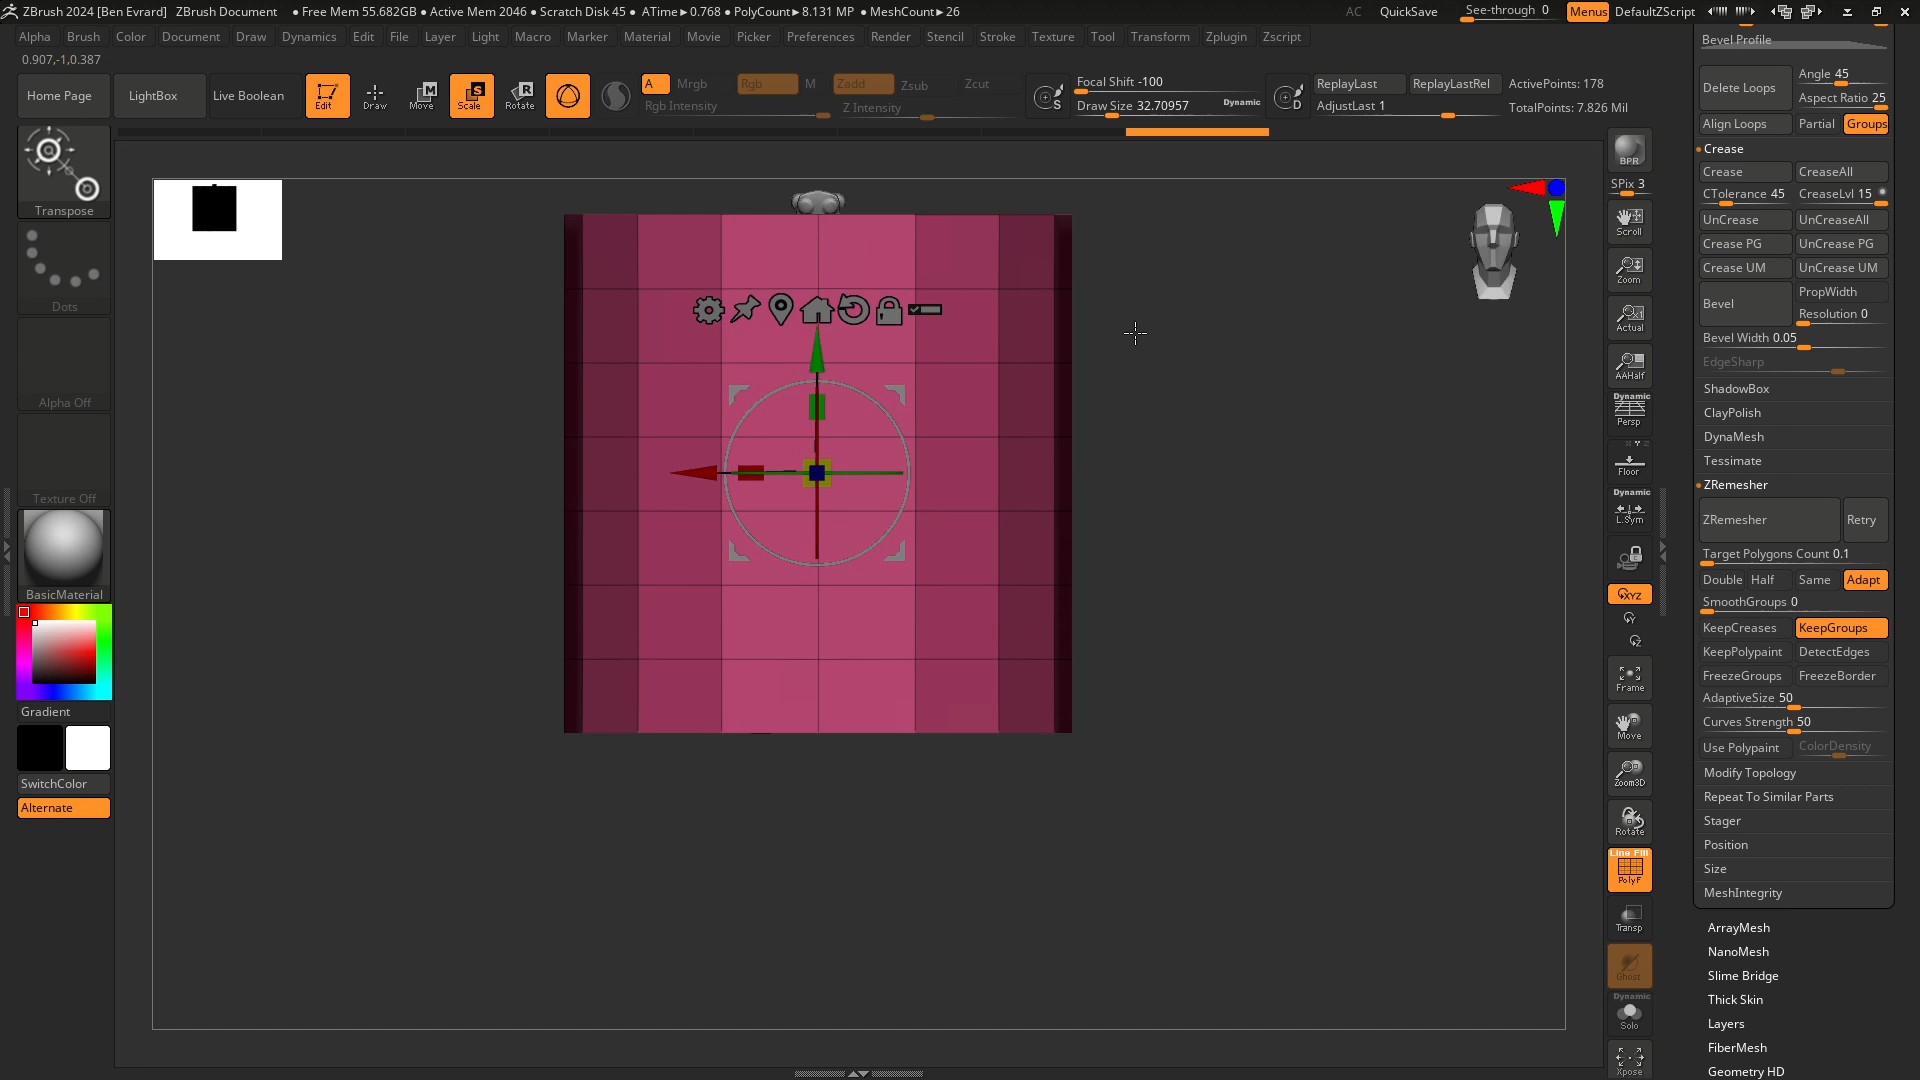 ZBrush 2024 [Ben Evrard] ZBrush Document ● Free Mem 55.682GB ● Active Mem 2046 ● Scratch Disk 45 ● ATime►0.768 ● PolyCount►8.131 MP ● MeshCount►26 AC QuickSave See-through 0 Menus DefaultZScript
Alpha Brush Color Document Draw Dynamics Edit File Layer Light Macro Marker Material Movie Picker Preferences Render Stencil Stroke Texture Tool Transform Zplugin Zscript
0.907,-1,0.387
Home Page LightBox Live Boolean Edit Draw Move Scale Rotate
A Mrgb Rgb M Zadd Zsub Zcut
Rgb Intensity Z Intensity
S
Focal Shift -100
Draw Size 32.70957 Dynamic
D
ReplayLast ReplayLastRel ActivePoints: 178
AdjustLast 1 TotalPoints: 7.826 Mil
Transpose
Dots
Alpha Off
Texture Off
BasicMaterial
Gradient
SwitchColor
Alternate
BPR
SPix 3
Scroll
Zoom
Actual
AAHalf
Dynamic
Persp
Floor
Dynamic
L.Sym
XYZ
Y
Z
Frame
Move
Zoom3D
Rotate
Line Fill
PolyF
Transp
Ghost
Dynamic
Solo
Xpose
Bevel Profile
Delete Loops Angle 45
Aspect Ratio 25
Align Loops Partial Groups
Crease
Crease CreaseAll
CTolerance 45 CreaseLvl 15
UnCrease UnCreaseAll
Crease PG UnCrease PG
Crease UM UnCrease UM
Bevel PropWidth
Resolution 0
Bevel Width 0.05
EdgeSharp
ShadowBox
ClayPolish
DynaMesh
Tessimate
ZRemesher
ZRemesher Retry
Target Polygons Count 0.1
Double Half Same Adapt
SmoothGroups 0
KeepCreases KeepGroups
KeepPolypaint DetectEdges
FreezeGroups FreezeBorder
AdaptiveSize 50
Curves Strength 50
Use Polypaint ColorDensity
Modify Topology
Repeat To Similar Parts
Stager
Position
Size
MeshIntegrity
ArrayMesh
NanoMesh
Slime Bridge
Thick Skin
Layers
FiberMesh
Geometry HD